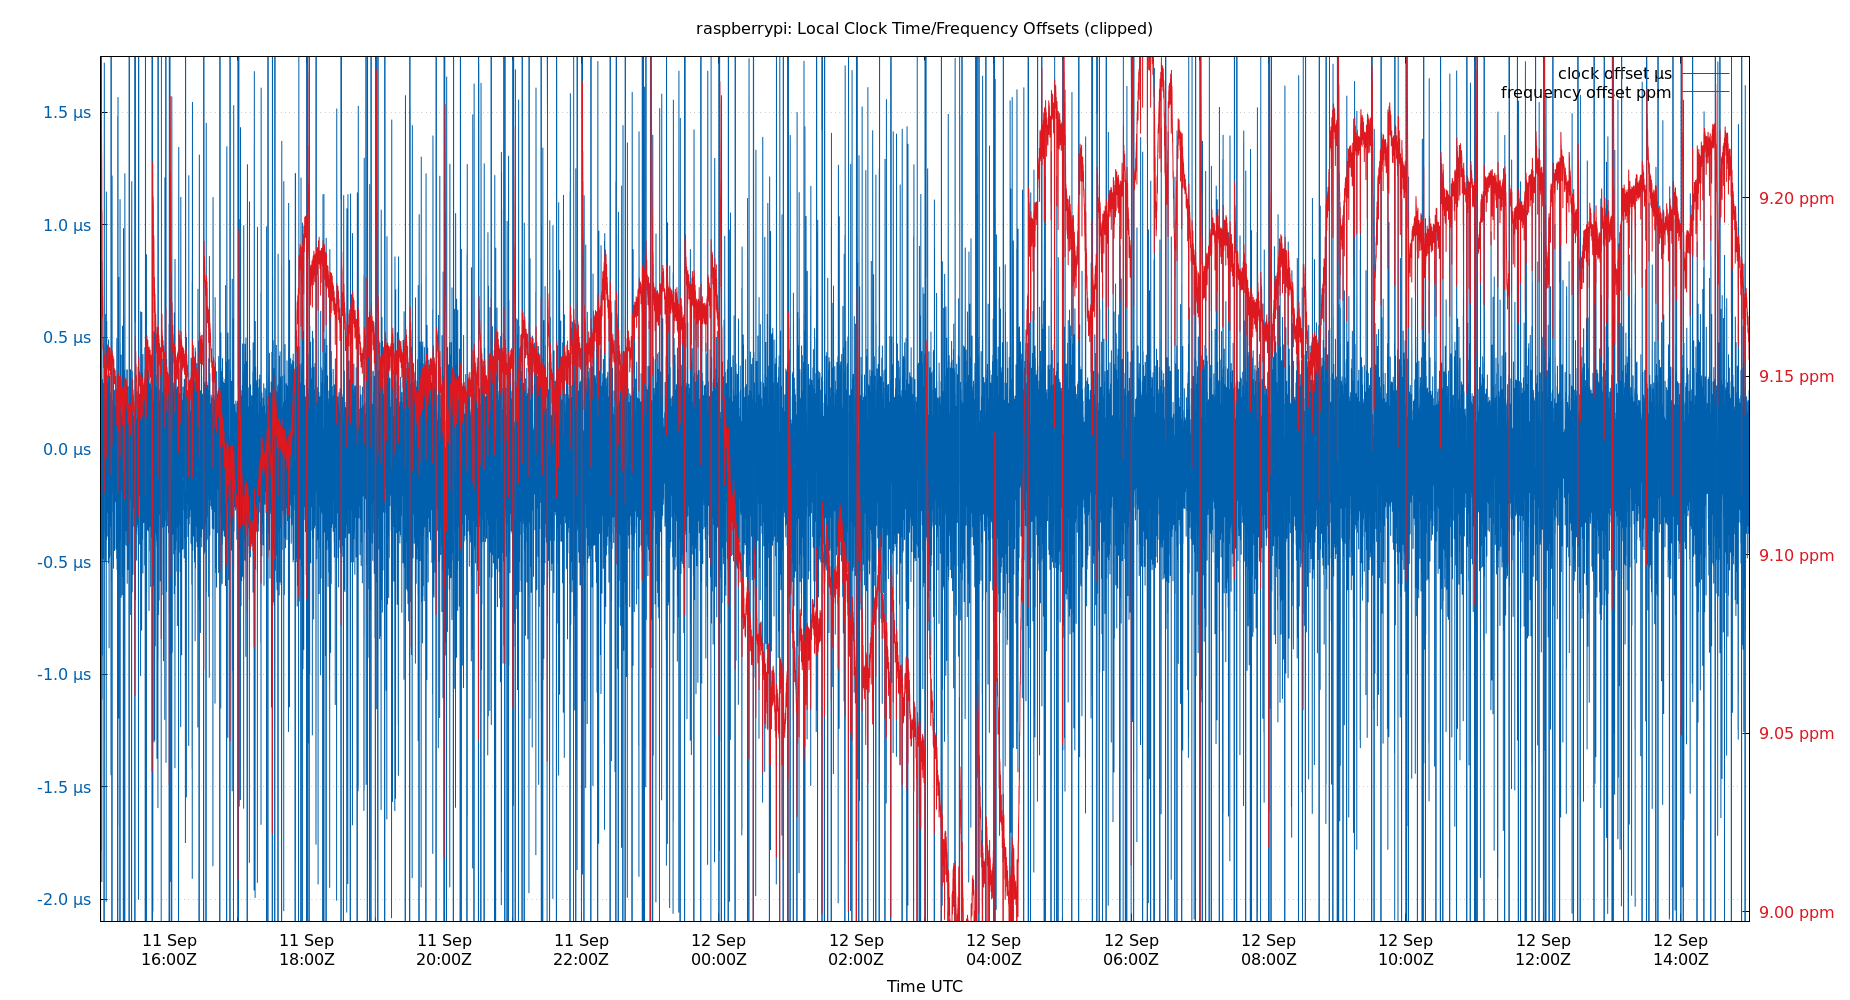 raspberrypi: Local Clock Time/Frequency Offsets (clipped)
clock offset µs
frequency offset ppm
1.5 µs
1.0 µs
0.5 µs
0.0 µs
-0.5 µs
-1.0 µs
-1.5 µs
-2.0 µs
9.20 ppm
9.15 ppm
9.10 ppm
9.05 ppm
9.00 ppm
11 Sep 11 Sep 11 Sep 11 Sep 12 Sep 12 Sep 12 Sep 12 Sep 12 Sep 12 Sep 12 Sep 12 Sep
16:00Z 18:00Z 20:00Z 22:00Z 00:00Z 02:00Z 04:00Z 06:00Z 08:00Z 10:00Z 12:00Z 14:00Z
Time UTC